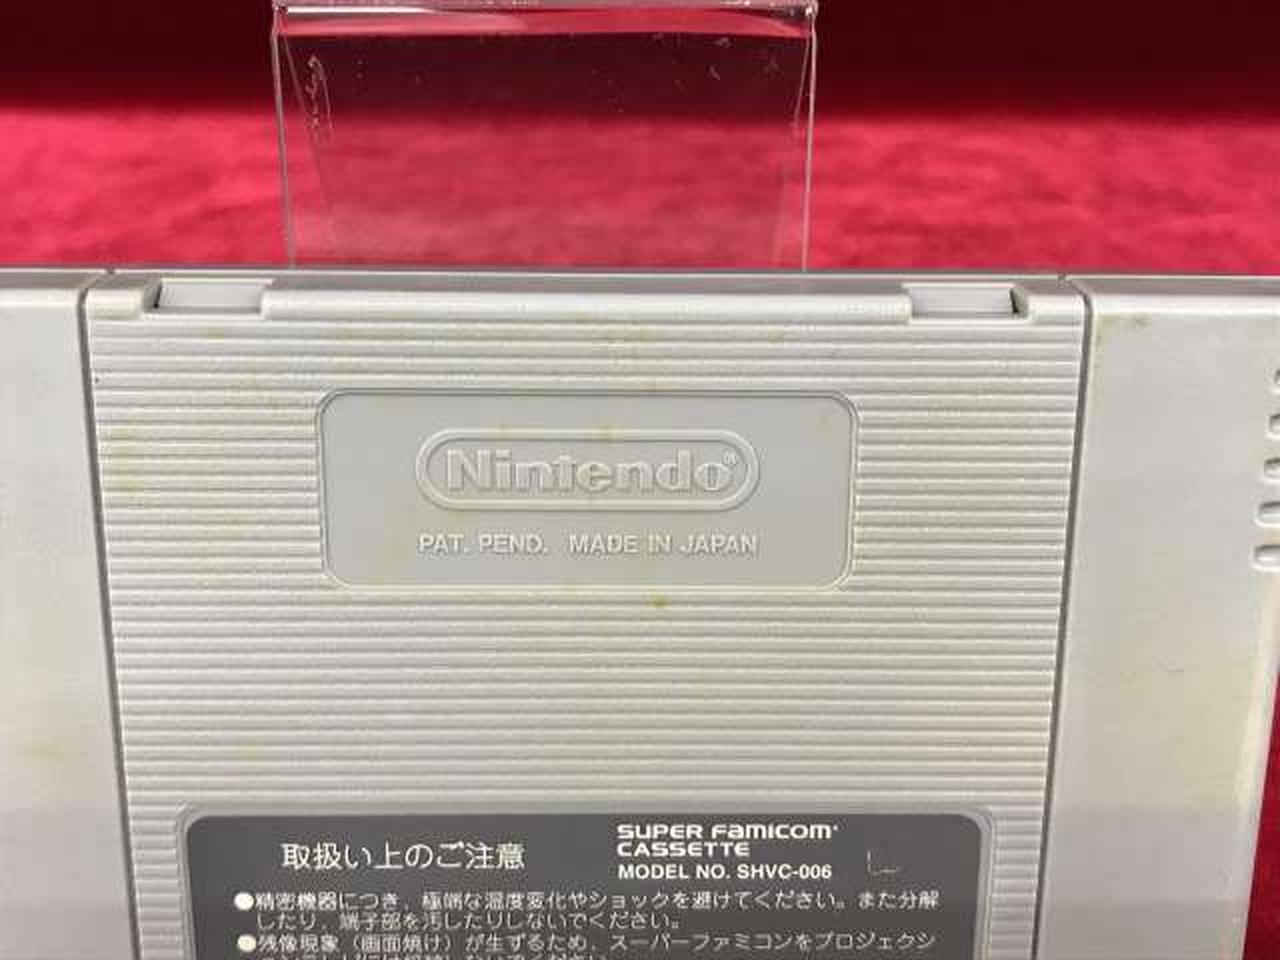 Nintendo®
PAT. PEND. MADE IN JAPAN
取扱い上のご注意
SUPER FAMICOM
CASSETTE
MODEL NO. SHVC-006
●精密機器につき、極端な温度変化やショックを避けてください。また分解
したり、端子部を汚したりしないでください。
●残像現象（画面焼け）が生ずるため、スーパーファミコンをプロジェクシ